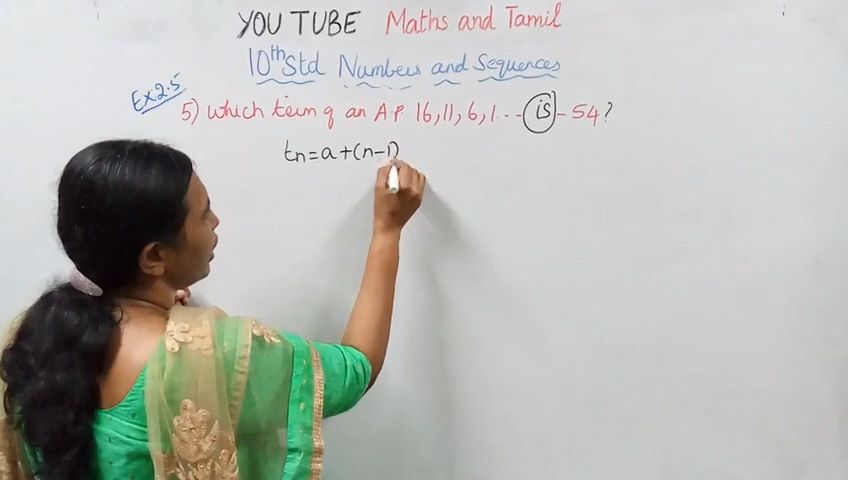 YOU TUBE Maths and Tamil
10th Std Numbers and Sequences
Ex:2.5
5) Which term of an A.P 16, 11, 6, 1... is -54?
tn = a + (n-1)